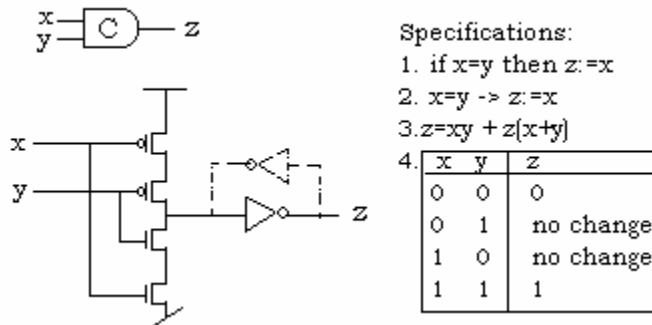 x
y
C
z
x
y
z
Specifications:
1. if x=y then z:=x
2. x=y -> z:=x
3.z=xy + z(x+y)
4.
x y z
0 0 0
0 1 no change
1 0 no change
1 1 1